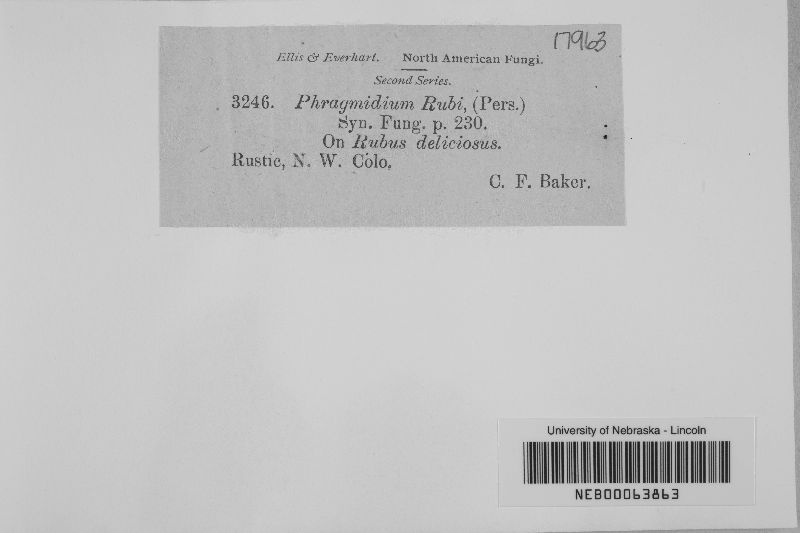 17963
Ellis & Everhart. North American Fungi.
Second Series.
3246. Phragmidium Rubi, (Pers.)
Syn. Fung. p. 230.
On Rubus deliciosus.
Rustic, N. W. Colo.
C. F. Baker.
University of Nebraska - Lincoln
NEB00063863